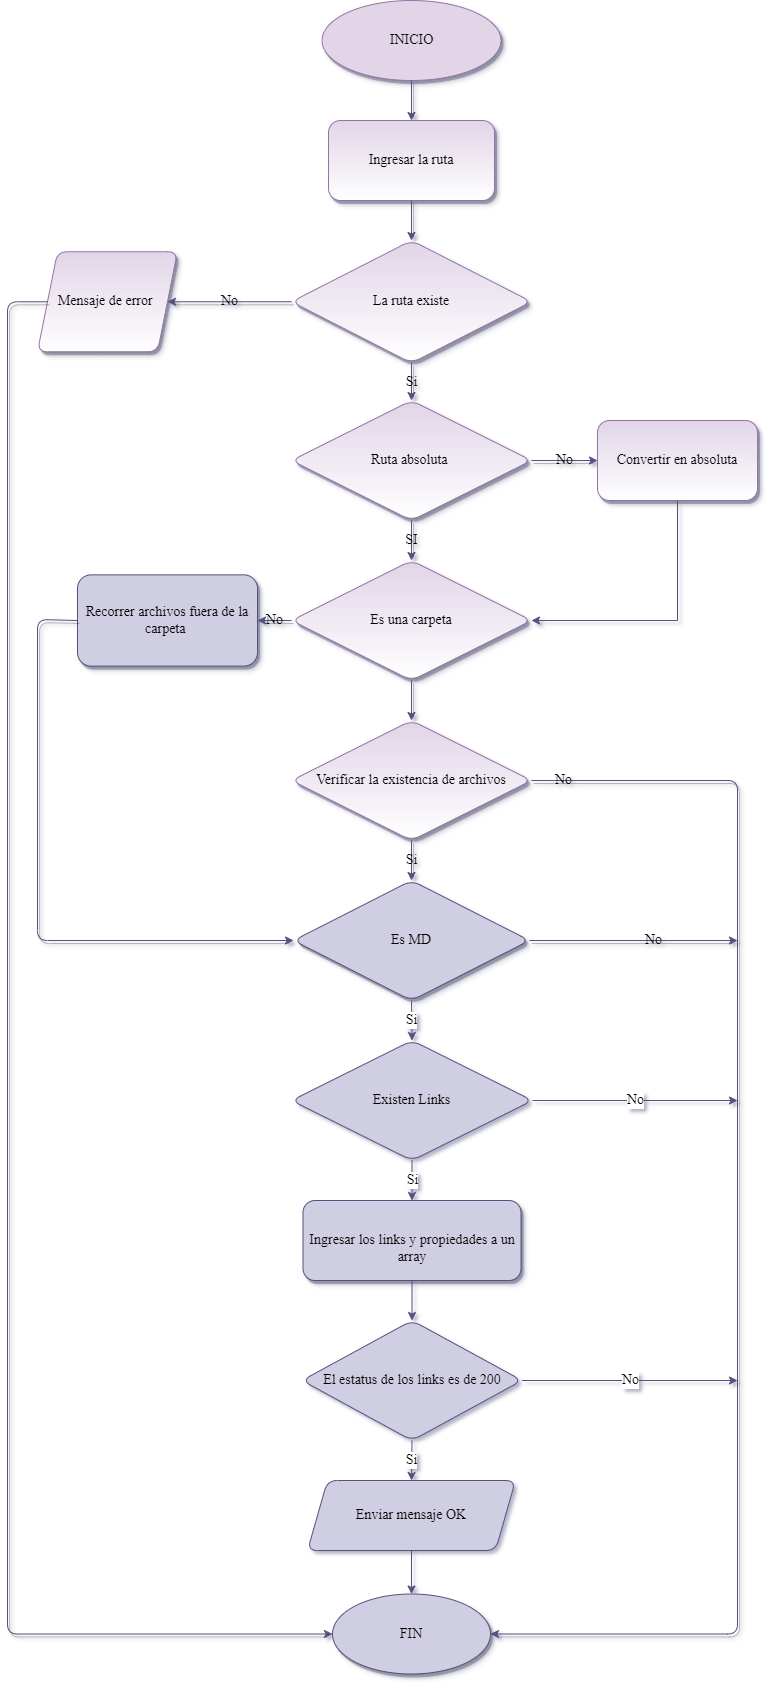 INICIO
Ingresar la ruta
Mensaje de error
No
La ruta existe
Si
Ruta absoluta
No
Convertir en absoluta
SI
Recorrer archivos fuera de la
carpeta
No
Es una carpeta
Verificar la existencia de archivos
No
Si
Es MD
No
Si
Existen Links
No
Si
Ingresar los links y propiedades a un
array
El estatus de los links es de 200
No
Si
Enviar mensaje OK
FIN